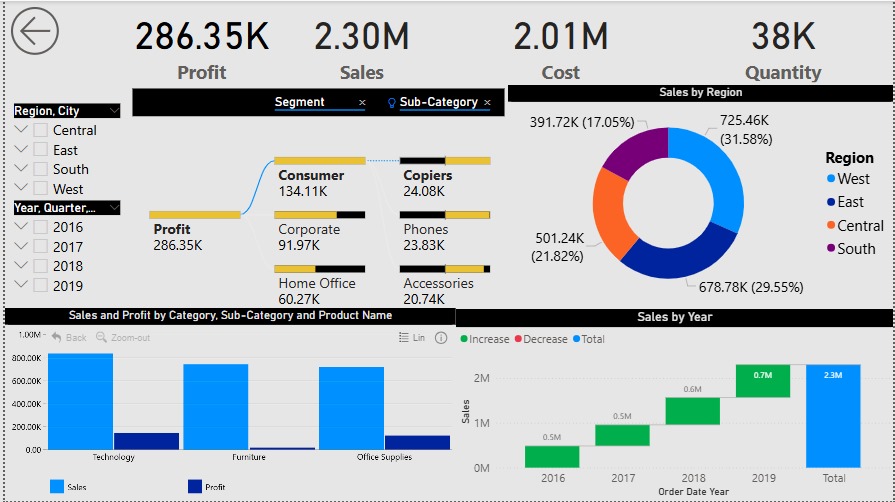 286.35K
Profit
2.30M
Sales
2.01M
Cost
38K
Quantity
Region, City
Central
East
South
West
Year, Quarter,...
2016
2017
2018
2019
Segment ×
Sub-Category ×
Profit
286.35K
Consumer
134.11K
Corporate
91.97K
Home Office
60.27K
Copiers
24.08K
Phones
23.83K
Accessories
20.74K
Sales by Region
391.72K (17.05%)
725.46K
(31.58%)
501.24K
(21.82%)
678.78K (29.55%)
Region
West
East
Central
South
Sales and Profit by Category, Sub-Category and Product Name
Back
Zoom-out
Lin
1.00M
800.00K
600.00K
400.00K
200.00K
0.00
Technology
Furniture
Office Supplies
Sales
Profit
Sales by Year
Increase Decrease Total
Sales
2M
1M
0M
0.5M
0.5M
0.6M
0.7M
2.3M
2016
2017
2018
2019
Total
Order Date Year